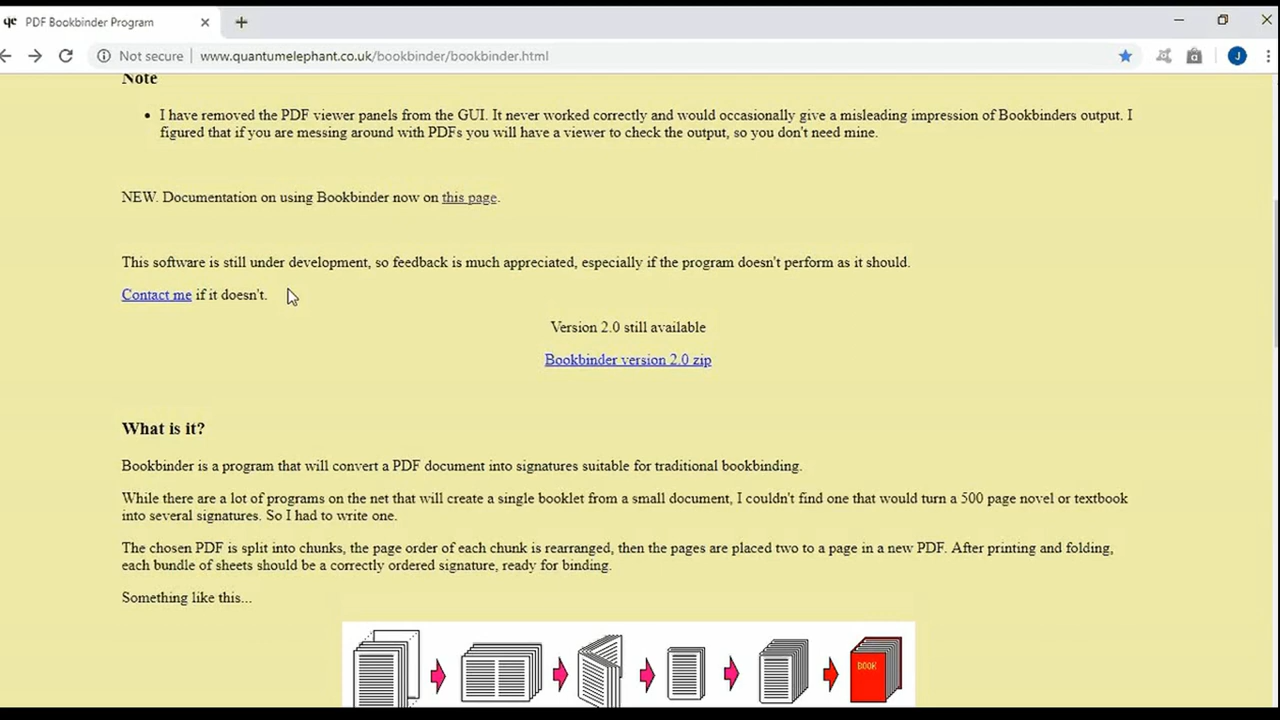 qe PDF Bookbinder Program
Not secure www.quantumelephant.co.uk/bookbinder/bookbinder.html
J
Note
• I have removed the PDF viewer panels from the GUI. It never worked correctly and would occasionally give a misleading impression of Bookbinders output. I
figured that if you are messing around with PDFs you will have a viewer to check the output, so you don't need mine.
NEW. Documentation on using Bookbinder now on this page.
This software is still under development, so feedback is much appreciated, especially if the program doesn't perform as it should.
Contact me if it doesn't.
Version 2.0 still available
Bookbinder version 2.0 zip
What is it?
Bookbinder is a program that will convert a PDF document into signatures suitable for traditional bookbinding.
While there are a lot of programs on the net that will create a single booklet from a small document, I couldn't find one that would turn a 500 page novel or textbook
into several signatures. So I had to write one.
The chosen PDF is split into chunks, the page order of each chunk is rearranged, then the pages are placed two to a page in a new PDF. After printing and folding,
each bundle of sheets should be a correctly ordered signature, ready for binding.
Something like this...
BOOK